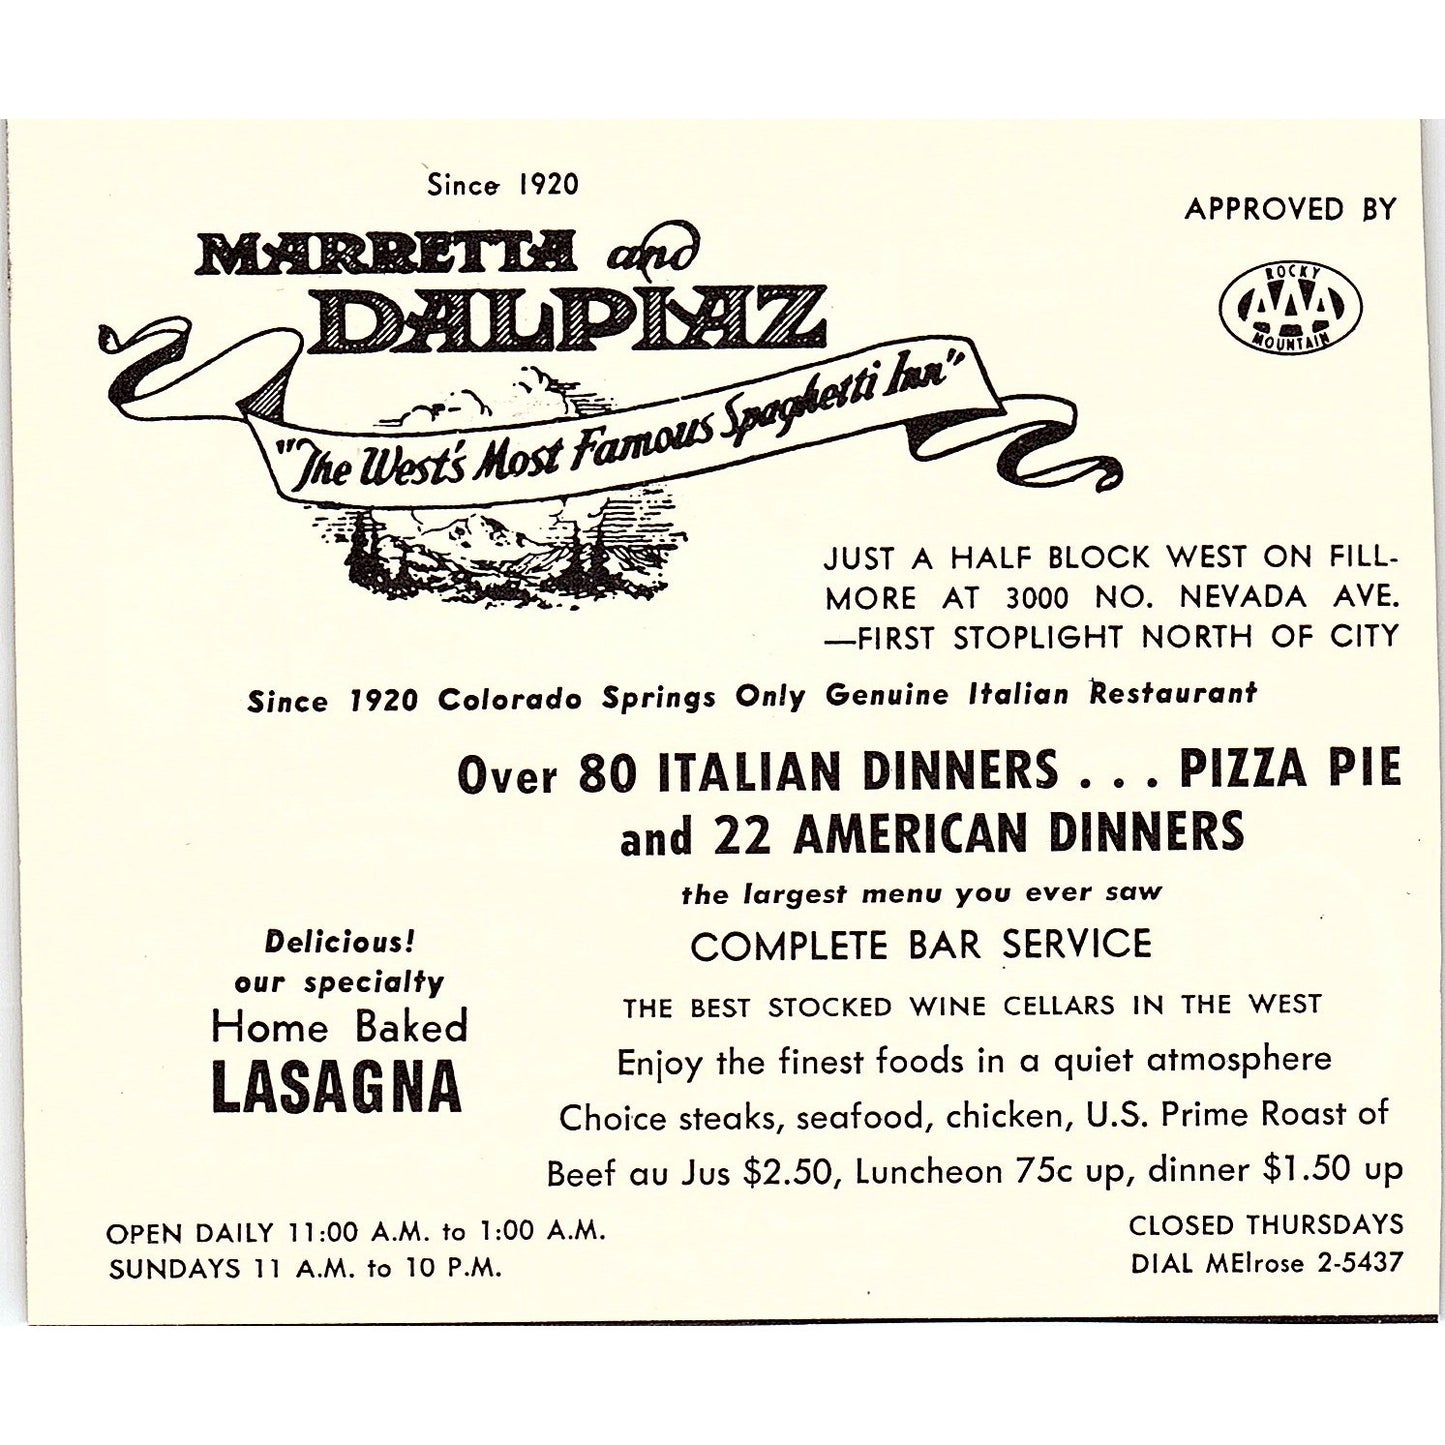 Since 1920
MARRETTA and
DALPIAZ
"The West's Most Famous Spaghetti Inn"
APPROVED BY
ROCKY
AAA
MOUNTAIN
JUST A HALF BLOCK WEST ON FILL-
MORE AT 3000 NO. NEVADA AVE.
—FIRST STOPLIGHT NORTH OF CITY
Since 1920 Colorado Springs Only Genuine Italian Restaurant
Over 80 ITALIAN DINNERS . . . PIZZA PIE
and 22 AMERICAN DINNERS
the largest menu you ever saw
COMPLETE BAR SERVICE
THE BEST STOCKED WINE CELLARS IN THE WEST
Enjoy the finest foods in a quiet atmosphere
Choice steaks, seafood, chicken, U.S. Prime Roast of
Beef au Jus $2.50, Luncheon 75c up, dinner $1.50 up
Delicious!
our specialty
Home Baked
LASAGNA
OPEN DAILY 11:00 A.M. to 1:00 A.M.
SUNDAYS 11 A.M. to 10 P.M.
CLOSED THURSDAYS
DIAL MElrose 2-5437